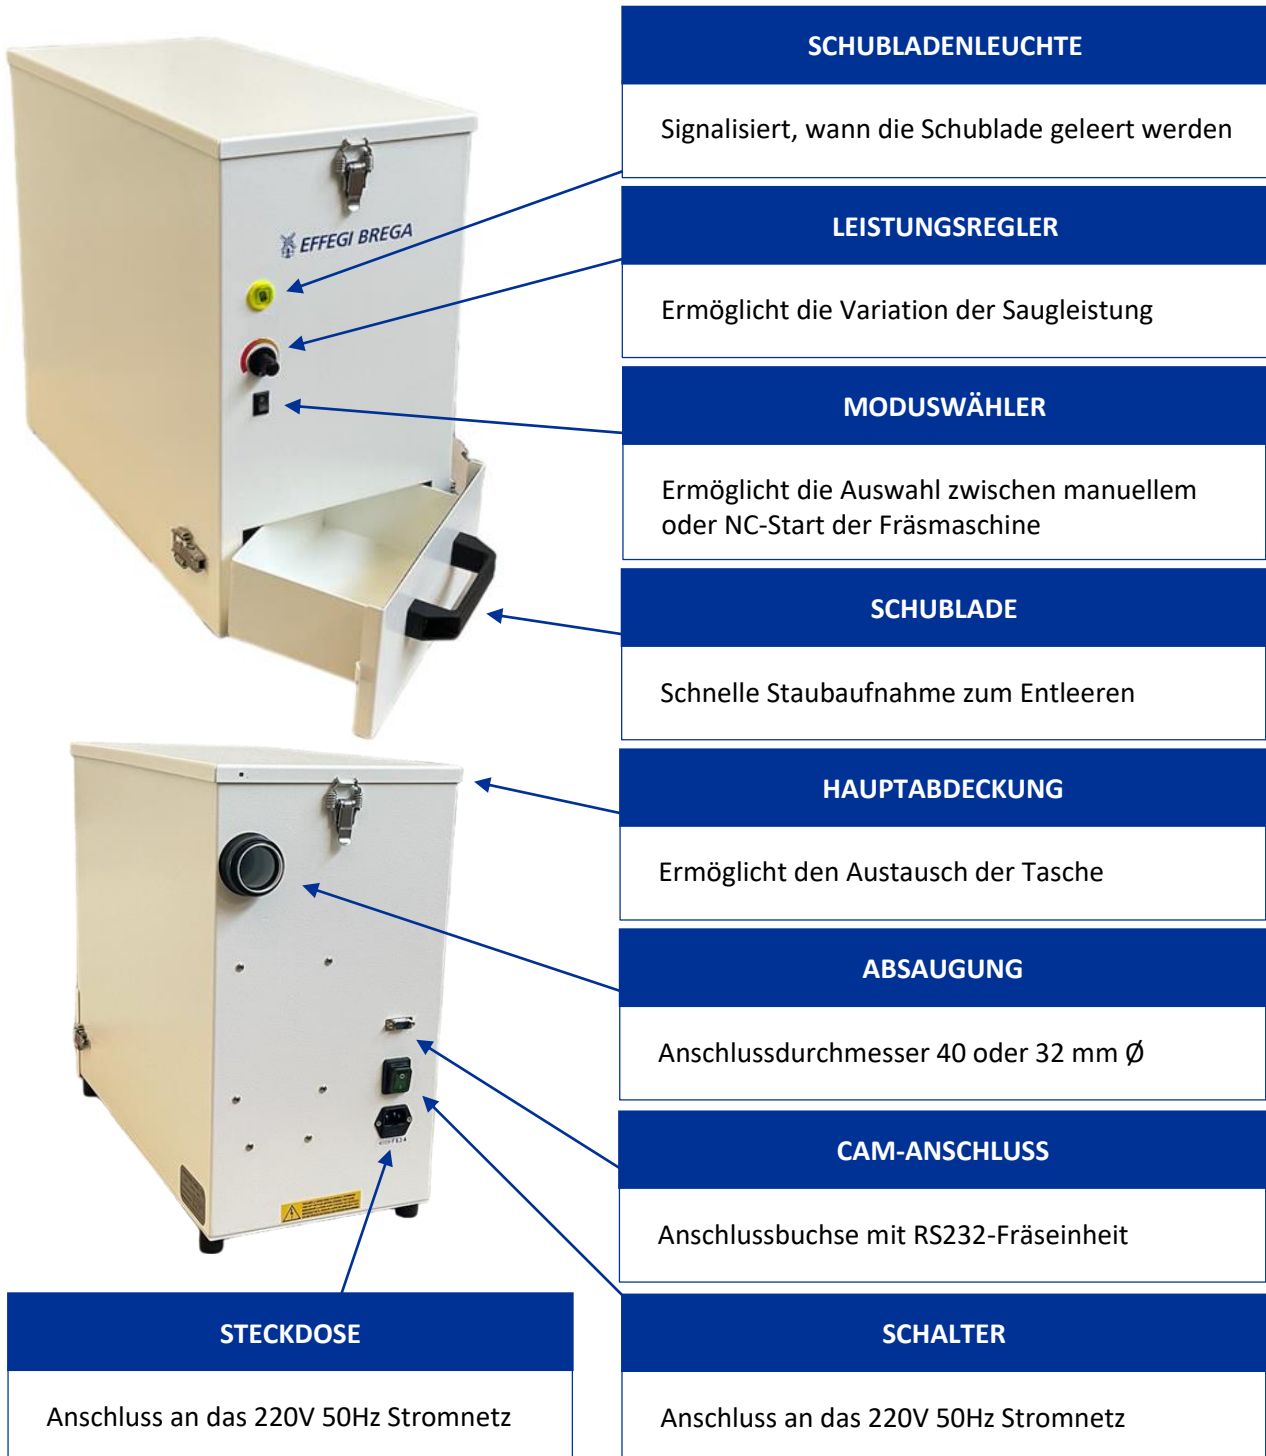 SCHUBLADENLEUCHTE
Signalisiert, wann die Schublade geleert werden
EFFEGI BREGA
LEISTUNGSREGLER
Ermöglicht die Variation der Saugleistung
MODUSWÄHLER
Ermöglicht die Auswahl zwischen manuellem
oder NC-Start der Fräsmaschine
SCHUBLADE
Schnelle Staubaufnahme zum Entleeren
HAUPTABDECKUNG
Ermöglicht den Austausch der Tasche
ABSAUGUNG
Anschlussdurchmesser 40 oder 32 mm Ø
CAM-ANSCHLUSS
Anschlussbuchse mit RS232-Fräseinheit
STECKDOSE
Anschluss an das 220V 50Hz Stromnetz
SCHALTER
Anschluss an das 220V 50Hz Stromnetz